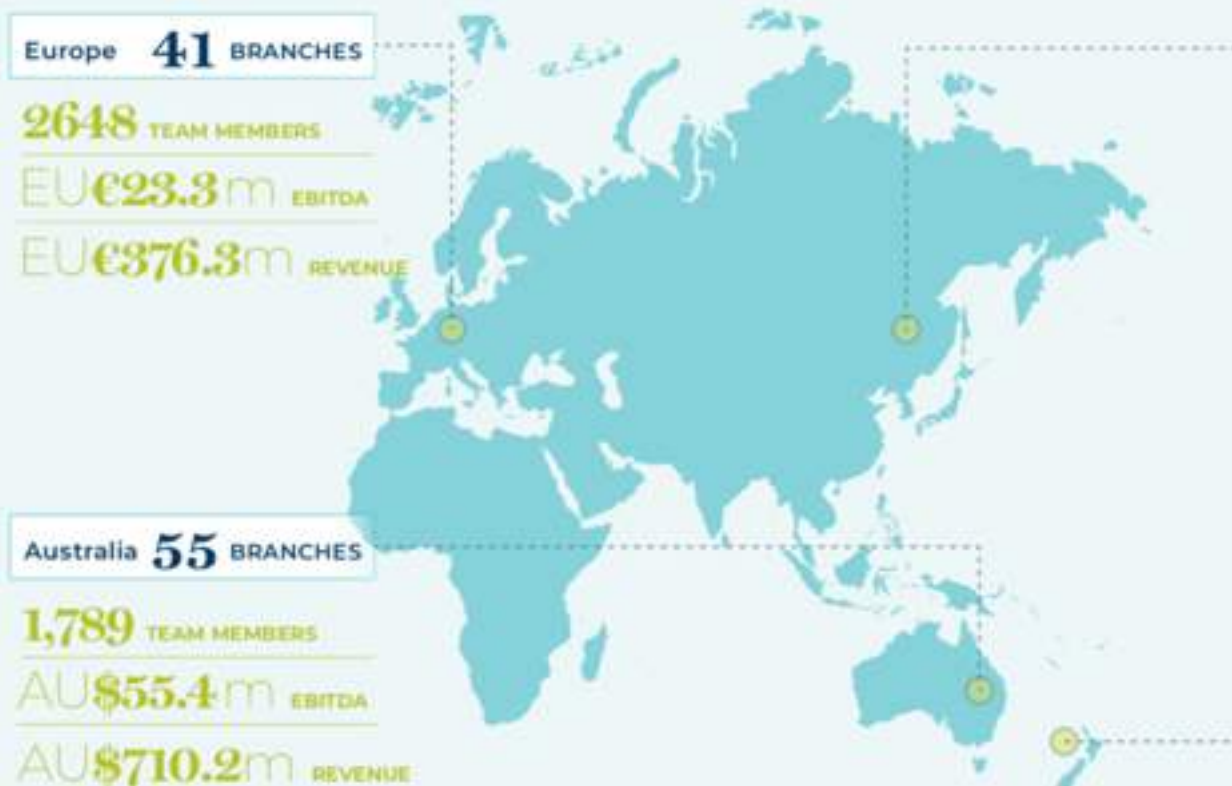 Europe 41 BRANCHES
2648 TEAM MEMBERS
EU€23.3m EBITDA
EU€376.3m REVENUE
Australia 55 BRANCHES
1,789 TEAM MEMBERS
AU$55.4m EBITDA
AU$710.2m REVENUE